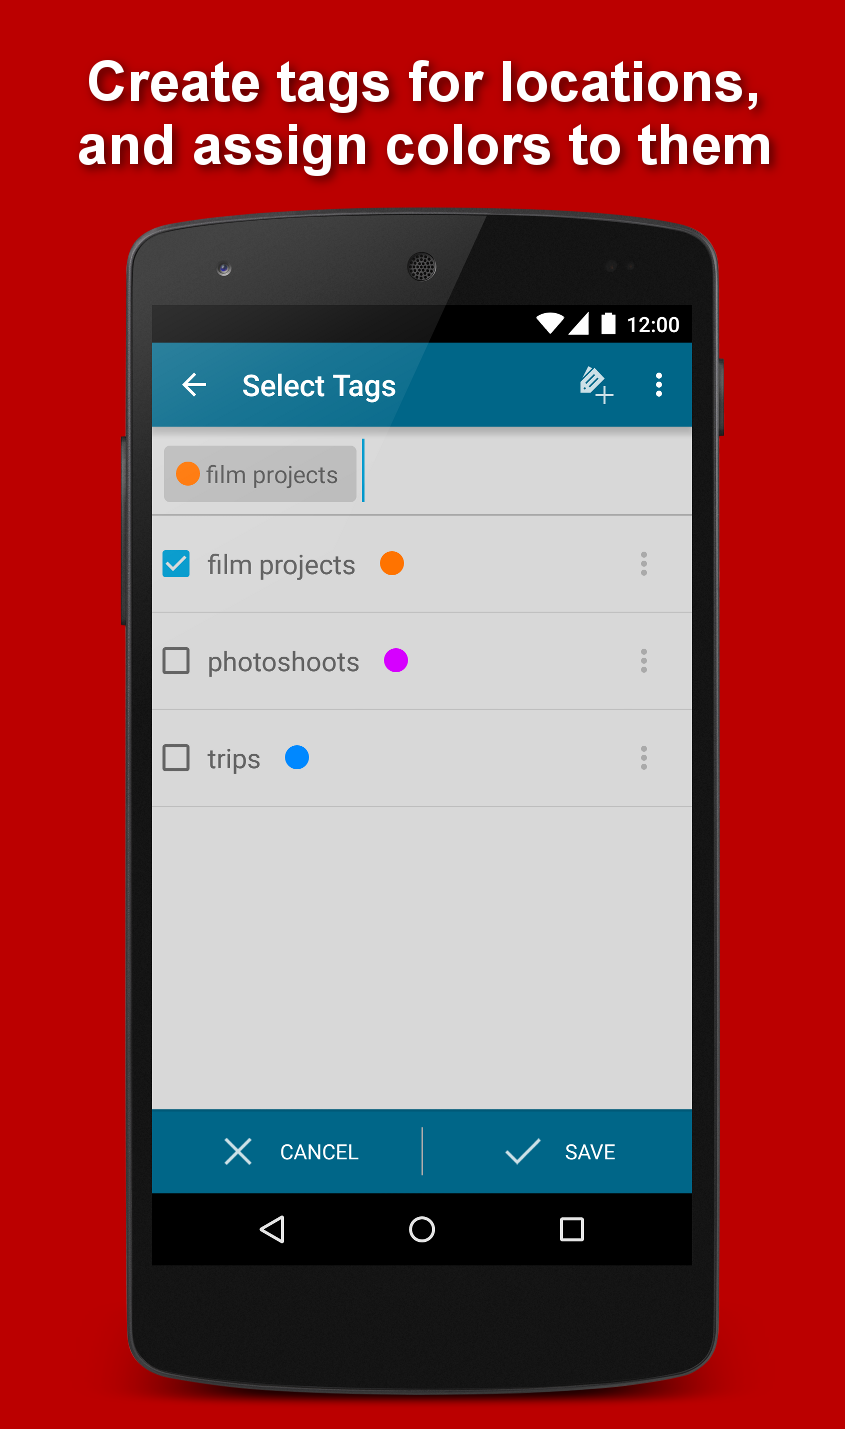 Create tags for locations,
and assign colors to them
12:00
Select Tags
film projects
film projects
photoshoots
trips
CANCEL
SAVE